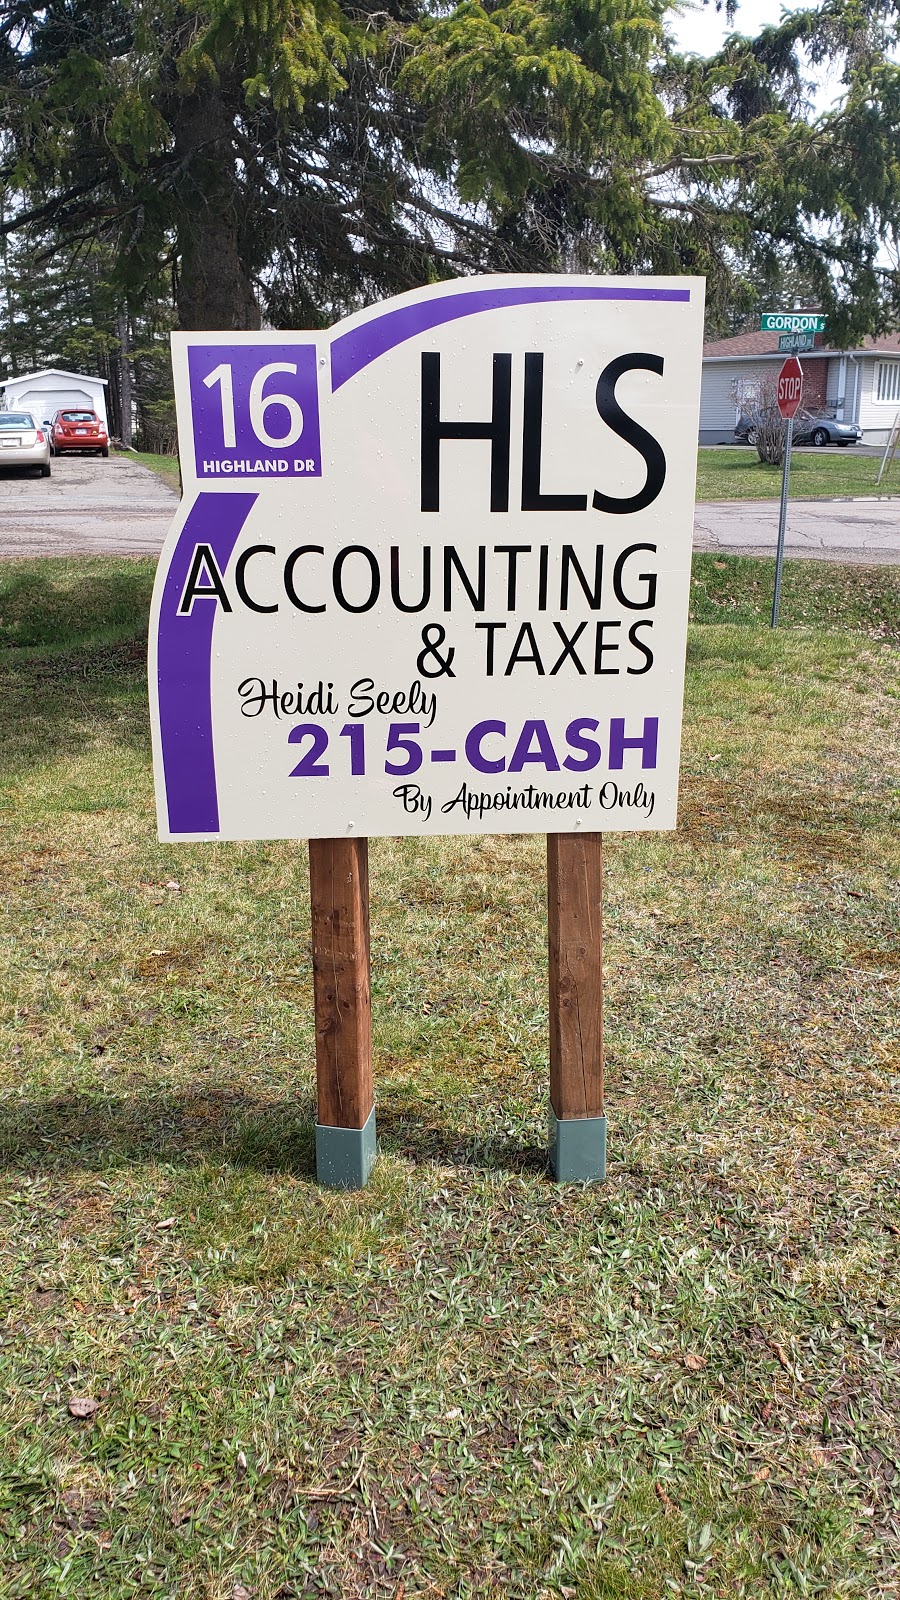 16
HIGHLAND DR
HLS
ACCOUNTING
& TAXES
Heidi Seely
215-CASH
By Appointment Only
GORDON
HIGHLAND
STOP